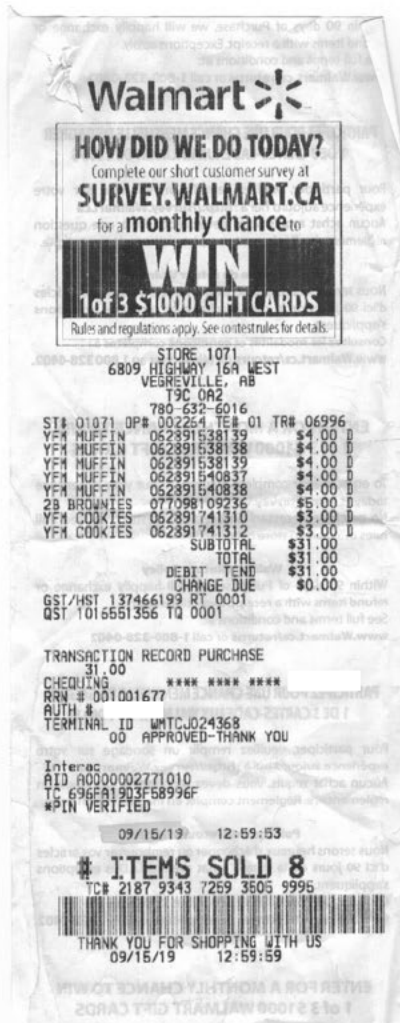 Walmart
HOW DID WE DO TODAY?
Complete our short customer survey at
SURVEY.WALMART.CA
for a monthly chance to
WIN
1 of 3 $1000 GIFT CARDS
Rules and regulations apply. See contest rules for details.
STORE 1071
6809 HIGHWAY 16A WEST
VEGREVILLE, AB
T9C 0A2
780-632-6016
ST# 01071 OP# 002264 TE# 01 TR# 06996
YFM MUFFIN 062891538139 $4.00 D
YFM MUFFIN 062891538138 $4.00 D
YFM MUFFIN 062891538139 $4.00 D
YFM MUFFIN 062891540837 $4.00 D
YFM MUFFIN 062891540838 $4.00 D
2B BROWNIES 077098109236 $5.00 D
YFM COOKIES 062891741310 $3.00 D
YFM COOKIES 062891741312 $3.00 D
SUBTOTAL $31.00
TOTAL $31.00
DEBIT TEND $31.00
CHANGE DUE $0.00
GST/HST 137466199 RT 0001
QST 1016551356 TQ 0001
TRANSACTION RECORD PURCHASE
31.00
CHEQUING **** **** ****
RRN # 001001677
AUTH #
TERMINAL ID WMTCJ024368
00 APPROVED-THANK YOU
Interac
AID A0000002771010
TC 696FA19D3F58996F
*PIN VERIFIED
09/15/19 12:59:53
# ITEMS SOLD 8
TC# 2187 9343 7269 3605 9996
THANK YOU FOR SHOPPING WITH US
09/15/19 12:59:59